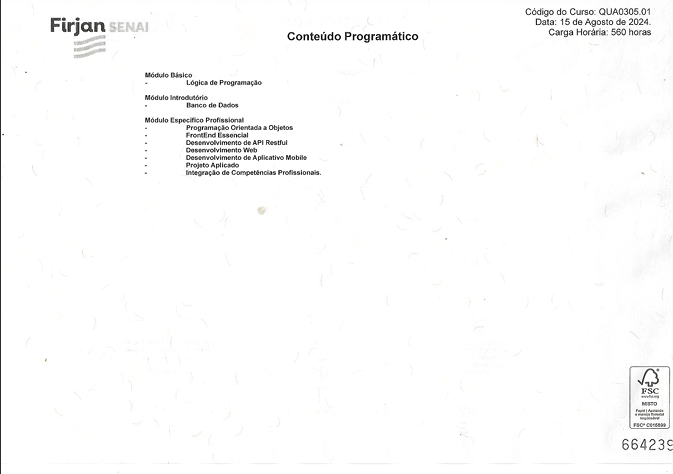 Firjan SENAI
Código do Curso: QUA0305.01
Data: 15 de Agosto de 2024.
Carga Horária: 560 horas
Conteúdo Programático
Módulo Básico
- Lógica de Programação
Módulo Introdutório
- Banco de Dados
Módulo Específico Profissional
- Programação Orientada a Objetos
- FrontEnd Essencial
- Desenvolvimento de API Restful
- Desenvolvimento Web
- Desenvolvimento de Aplicativo Mobile
- Projeto Aplicado
- Integração de Competências Profissionais.
FSC
www.fsc.org
MISTO
Papel | Apoiando
o manejo florestal
responsável
FSC® C015899
664239